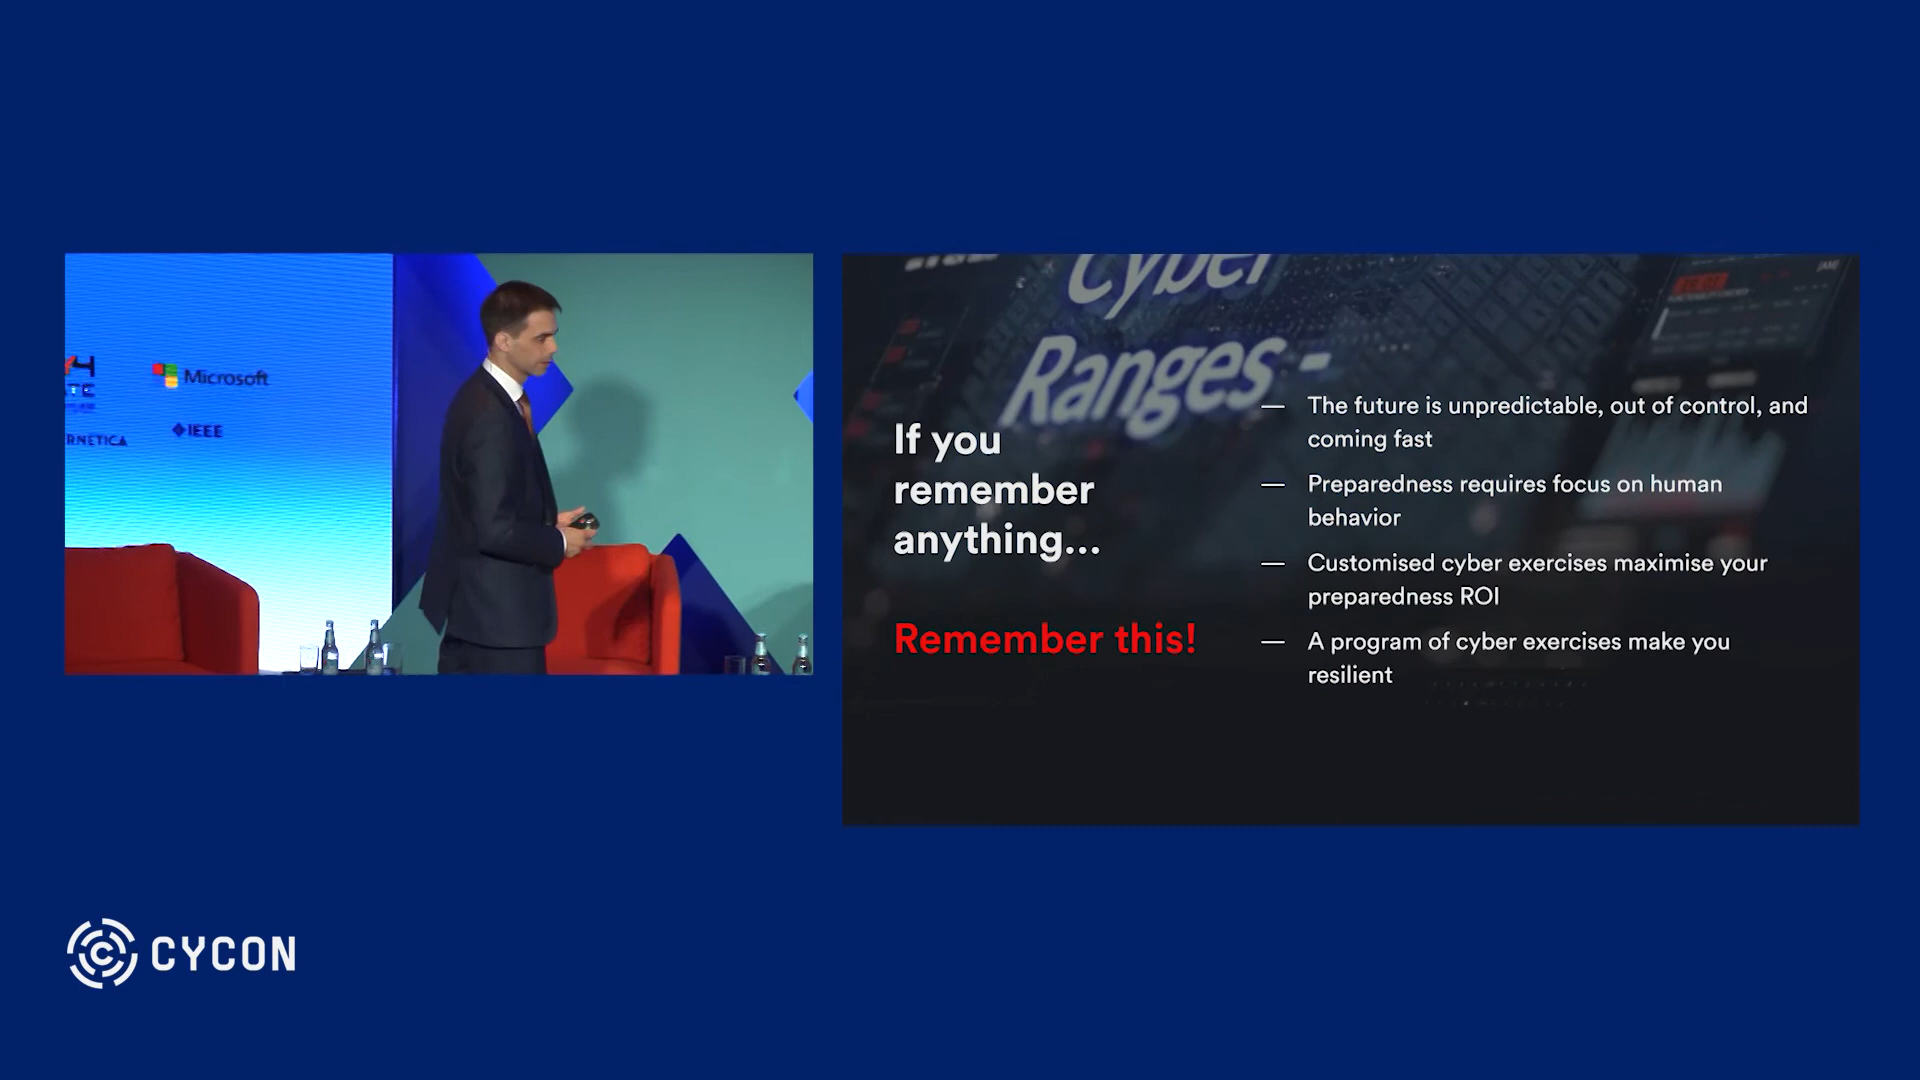 Microsoft
IEEE
Cyber
Ranges -
If you
remember
anything...
Remember this!
— The future is unpredictable, out of control, and
coming fast
— Preparedness requires focus on human
behavior
— Customised cyber exercises maximise your
preparedness ROI
— A program of cyber exercises make you
resilient
CYCON